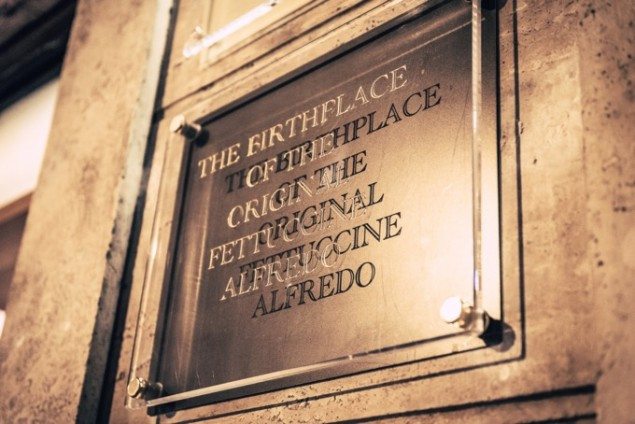 THE BIRTHPLACE
OF THE
ORIGINAL
FETTUCCINE
ALFREDO